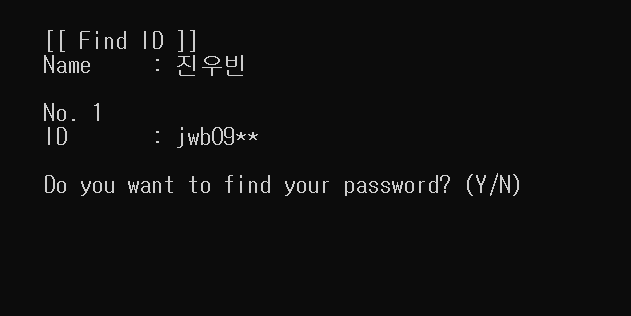 [[ Find ID ]]
Name : 진우빈
No. 1
ID : jwb09**
Do you want to find your password? (Y/N)